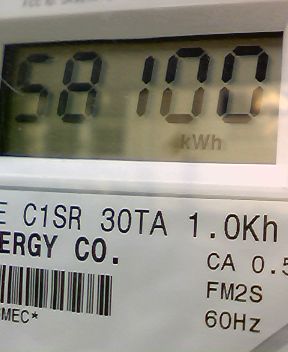 58100
kWh
E C1SR 30TA 1.0Kh
ERGY CO.
CA 0.5
FM2S
MEC*
60Hz